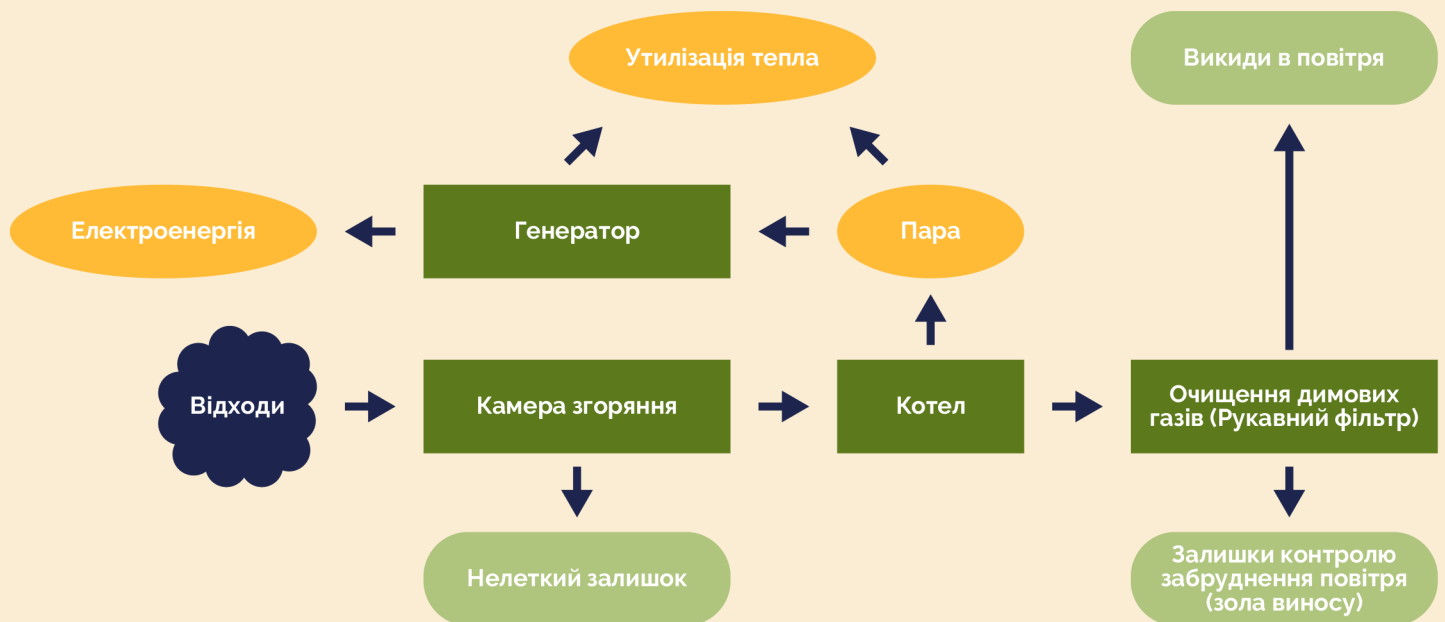 Утилізація тепла
Викиди в повітря
Електроенергія
Генератор
Пара
Відходи
Камера згоряння
Котел
Очищення димових
газів (Рукавний фільтр)
Нелеткий залишок
Залишки контролю
забруднення повітря
(зола виносу)